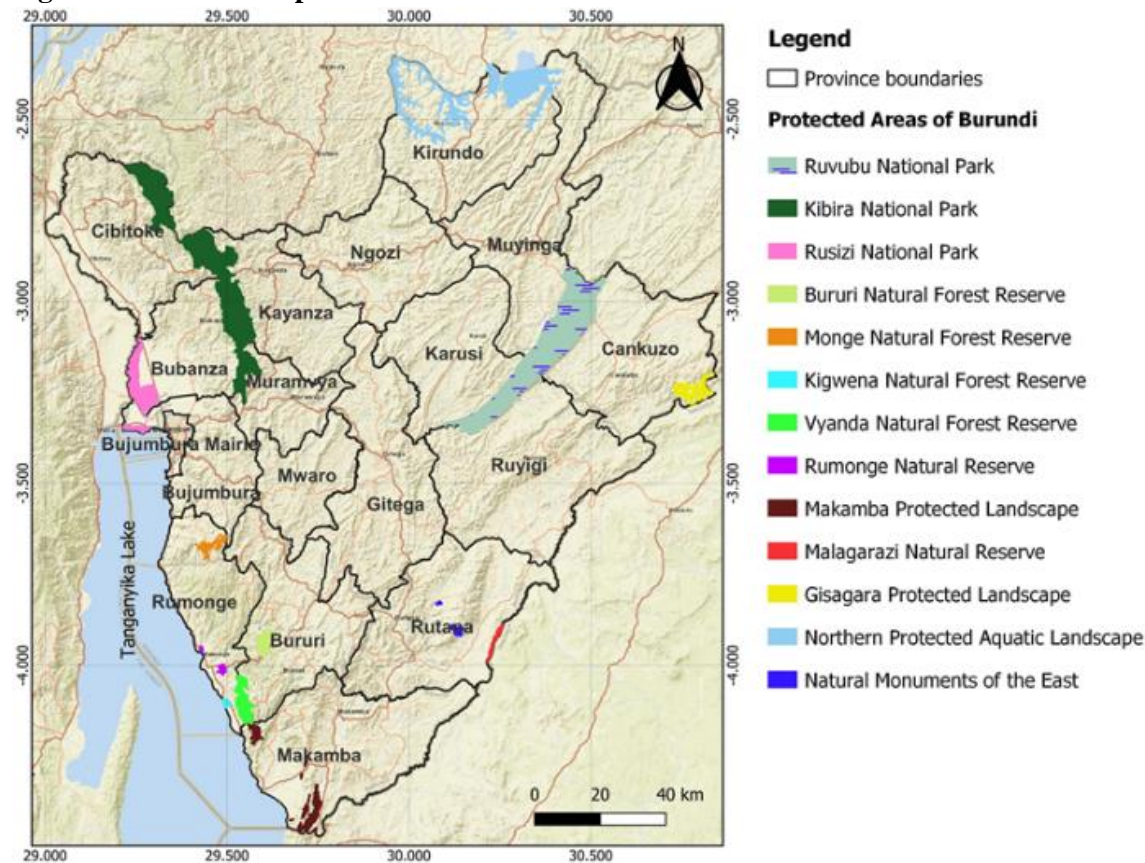 29.000 29.500 30.000 30.500
-2.500
-2.500
N
Kirundo
Cibitoke
Ngozi
Muyinga
-3.000
-3.000
Kayanza
Karusi
Cankuzo
Bubanza
Muramvya
Bujumbura Mairie
Ruyigi
Mwaro
-3.500
-3.500
Bujumbura
Gitega
Tanganyika Lake
Rumonge
Rutana
Bururi
-4.000
-4.000
Makamba
0 20 40 km
29.000 29.500 30.000 30.500
Legend
Province boundaries
Protected Areas of Burundi
Ruvubu National Park
Kibira National Park
Rusizi National Park
Bururi Natural Forest Reserve
Monge Natural Forest Reserve
Kigwena Natural Forest Reserve
Vyanda Natural Forest Reserve
Rumonge Natural Reserve
Makamba Protected Landscape
Malagarazi Natural Reserve
Gisagara Protected Landscape
Northern Protected Aquatic Landscape
Natural Monuments of the East